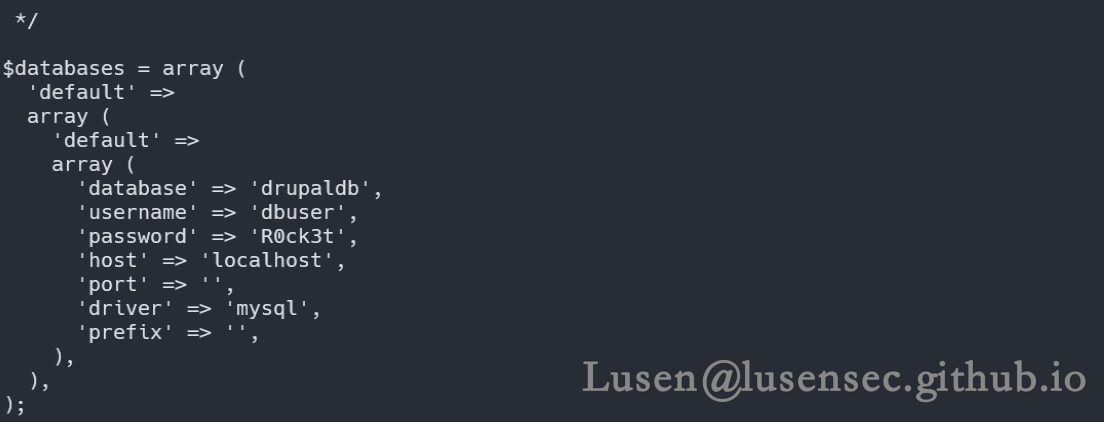 */
$databases = array (
'default' =>
array (
'default' =>
array (
'database' => 'drupaldb',
'username' => 'dbuser',
'password' => 'R0ck3t',
'host' => 'localhost',
'port' => '',
'driver' => 'mysql',
'prefix' => '',
),
),
);
Lusen@lusensec.github.io